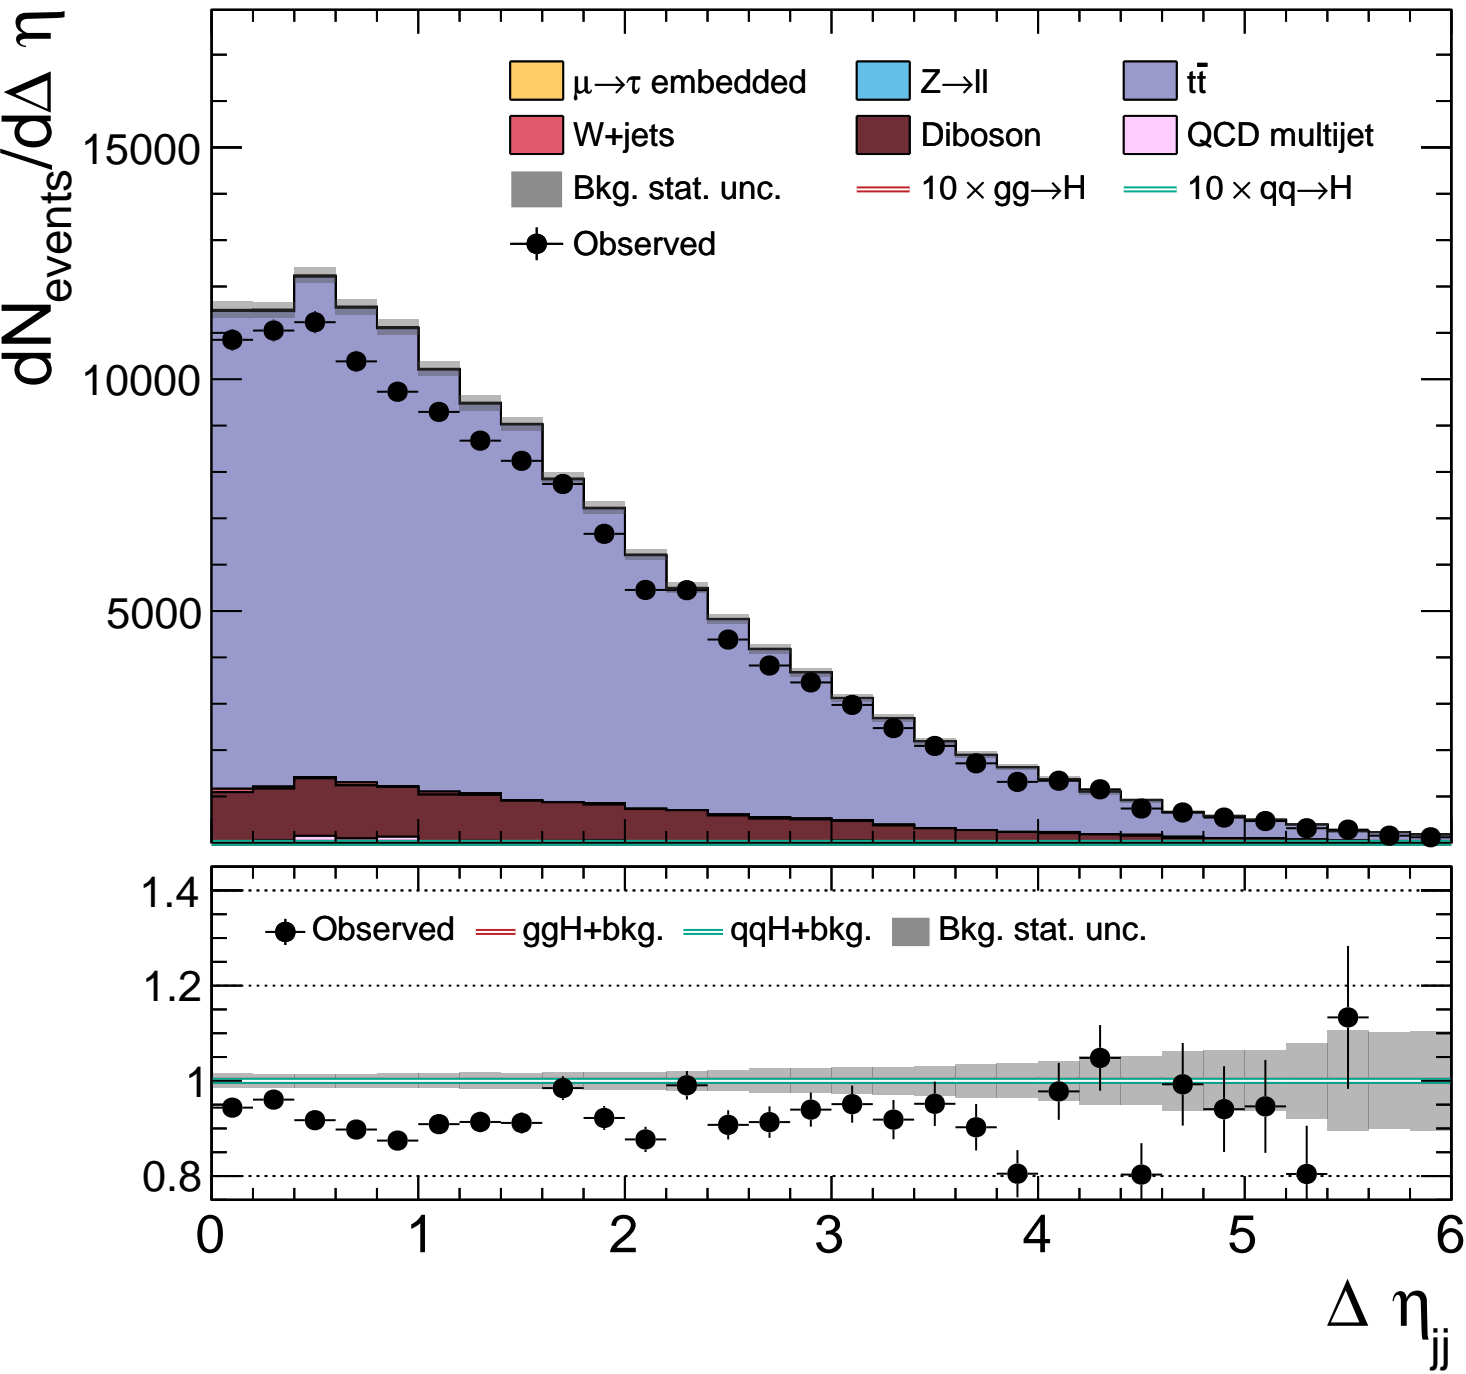 dN_events/dΔ η
μ→τ embedded Z→ll tt̄
W+jets Diboson QCD multijet
Bkg. stat. unc. 10 × gg→H 10 × qq→H
Observed
15000
10000
5000
Observed ggH+bkg. qqH+bkg. Bkg. stat. unc.
1.4
1.2
1
0.8
0 1 2 3 4 5 6
Δ η_jj